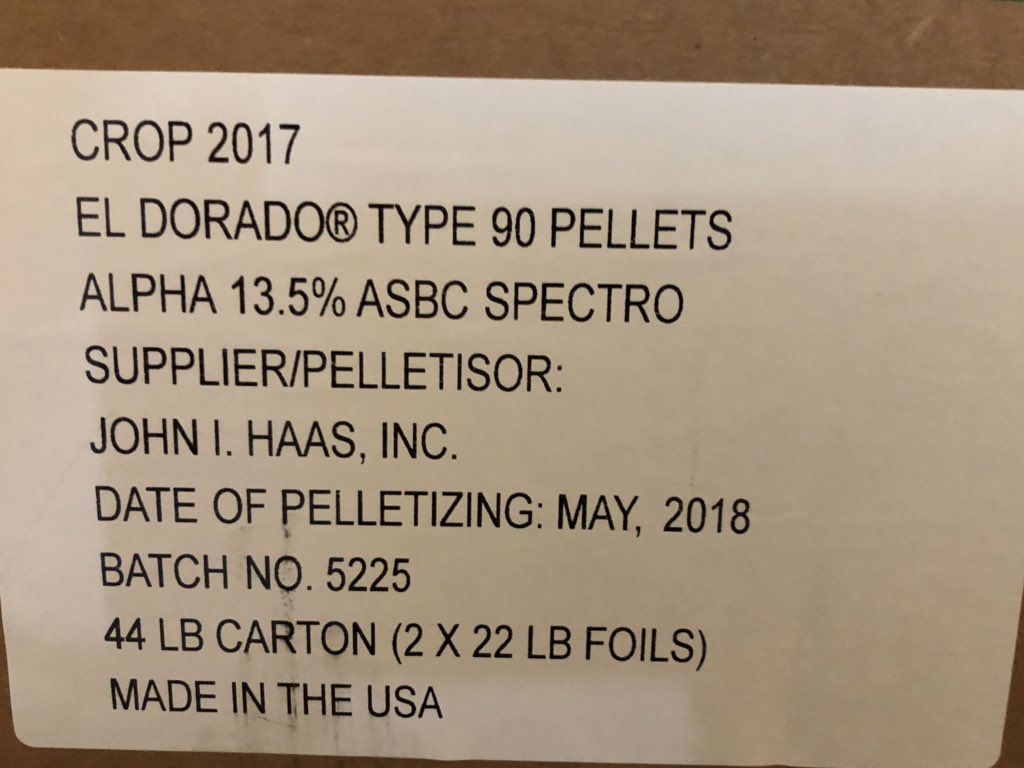 CROP 2017
EL DORADO® TYPE 90 PELLETS
ALPHA 13.5% ASBC SPECTRO
SUPPLIER/PELLETISOR:
JOHN I. HAAS, INC.
DATE OF PELLETIZING: MAY, 2018
BATCH NO. 5225
44 LB CARTON (2 X 22 LB FOILS)
MADE IN THE USA